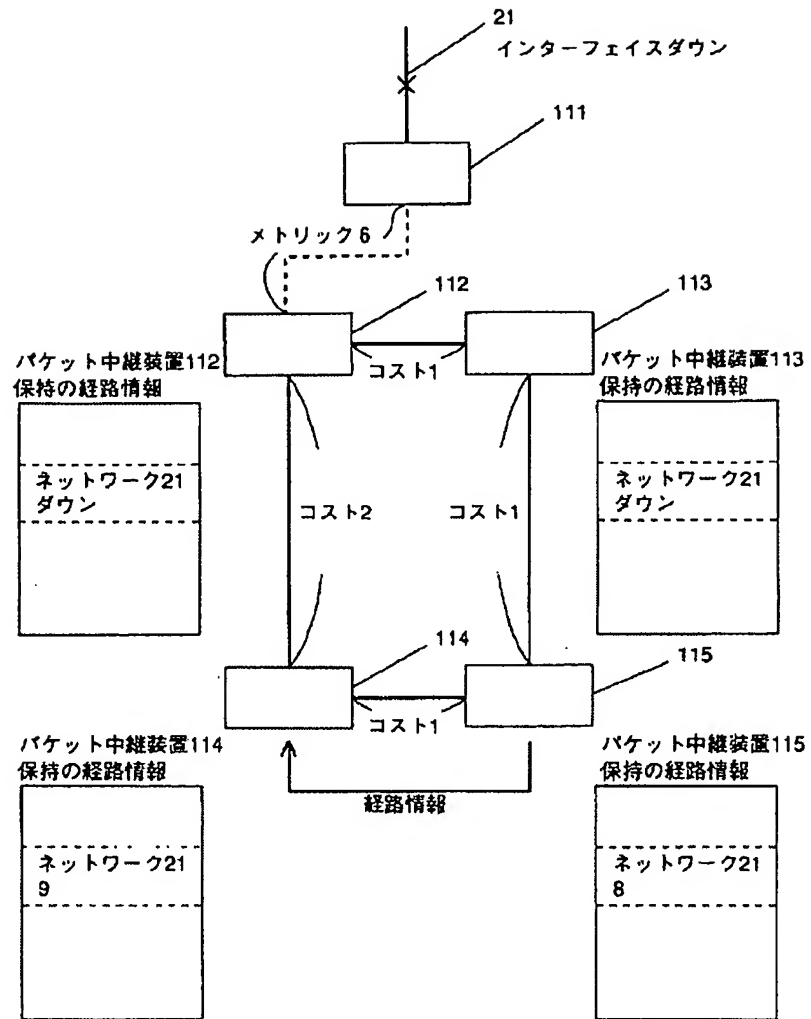 21
インターフェイスダウン
111
メトリック6
112
113
コスト1
パケット中継装置112
保持の経路情報
パケット中継装置113
保持の経路情報
ネットワーク21
ダウン
ネットワーク21
ダウン
コスト2
コスト1
114
115
コスト1
パケット中継装置114
保持の経路情報
パケット中継装置115
保持の経路情報
経路情報
ネットワーク21
9
ネットワーク21
8